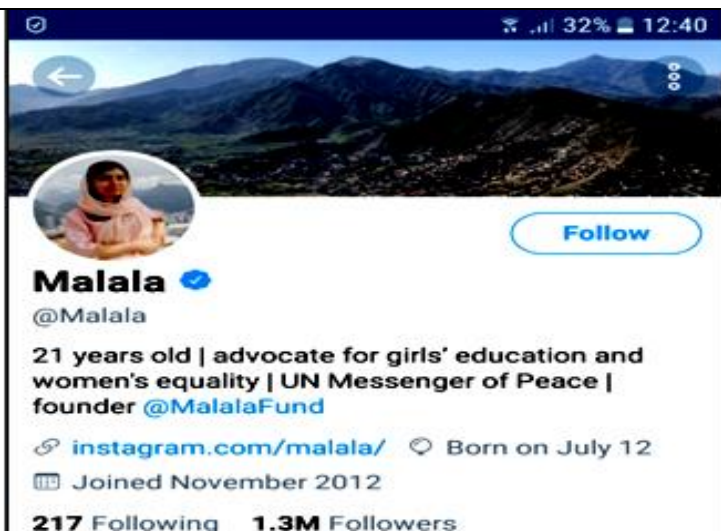 32% 12:40
Follow
Malala
@Malala
21 years old | advocate for girls' education and
women's equality | UN Messenger of Peace |
founder @MalalaFund
instagram.com/malala/ Born on July 12
Joined November 2012
217 Following 1.3M Followers